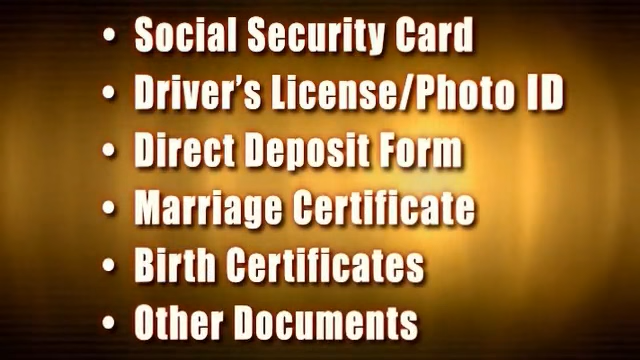 • Social Security Card
• Driver's License/Photo ID
• Direct Deposit Form
• Marriage Certificate
• Birth Certificates
• Other Documents